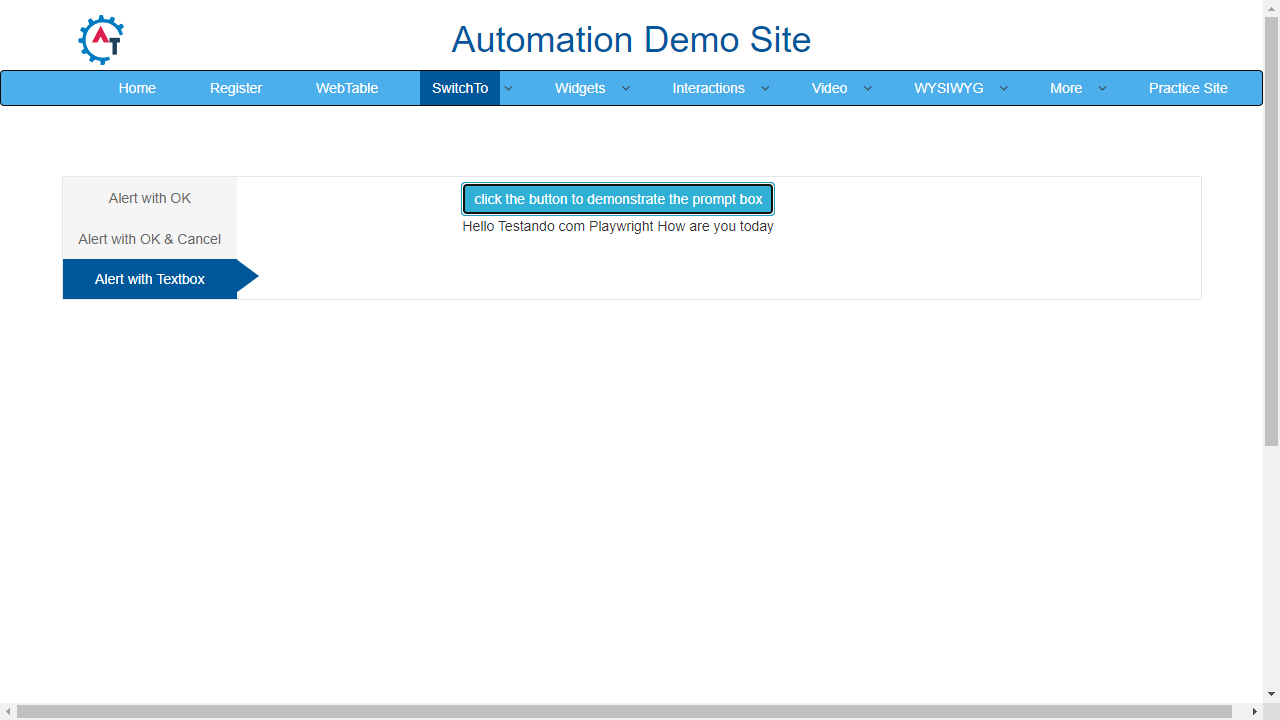 AT
Automation Demo Site
Home Register WebTable SwitchTo Widgets Interactions Video WYSIWYG More Practice Site
Alert with OK
Alert with OK & Cancel
Alert with Textbox
click the button to demonstrate the prompt box
Hello Testando com Playwright How are you today